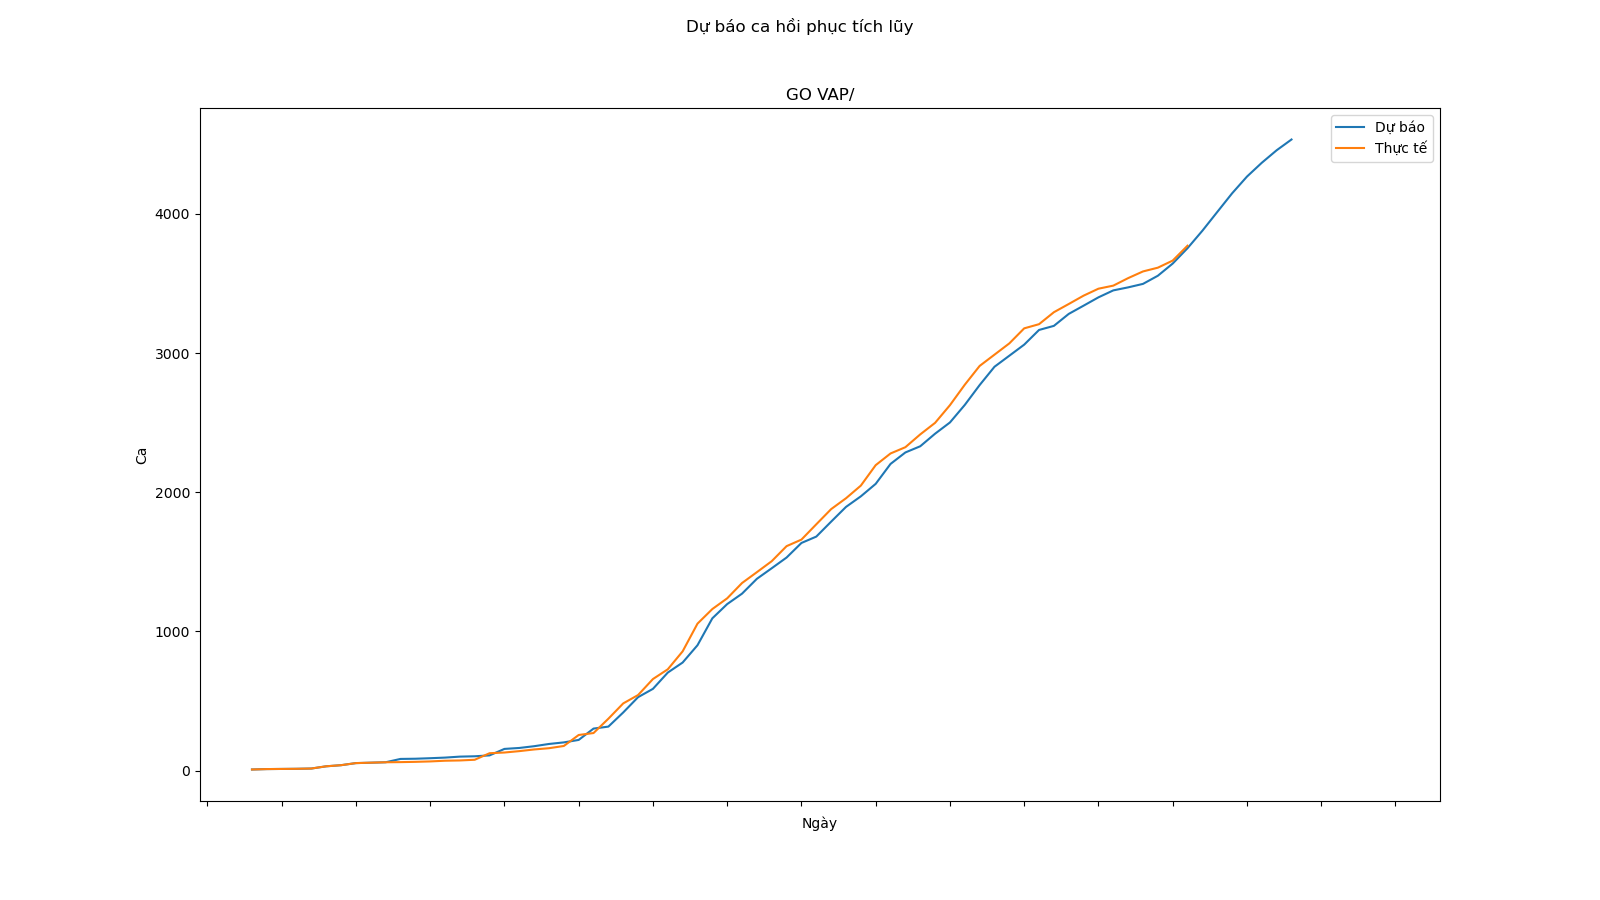 Dự báo ca hồi phục tích lũy
GO VAP/
Dự báo
Thực tế
4000
3000
2000
1000
0
Ca
Ngày